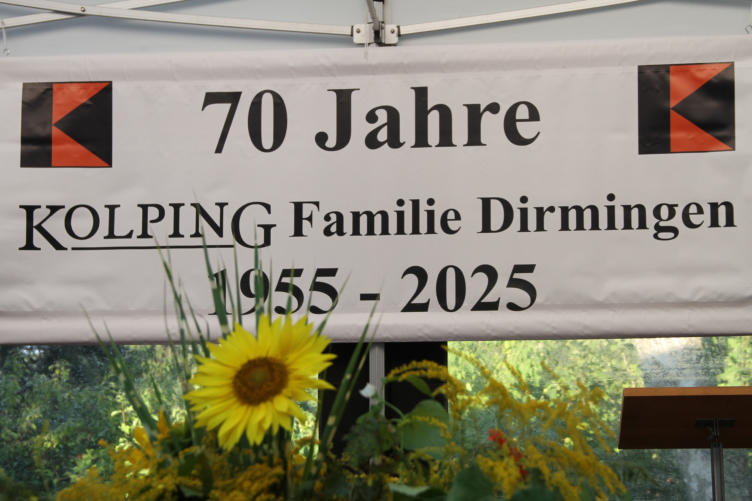 70 Jahre
KOLPING Familie Dirmingen
1955 - 2025